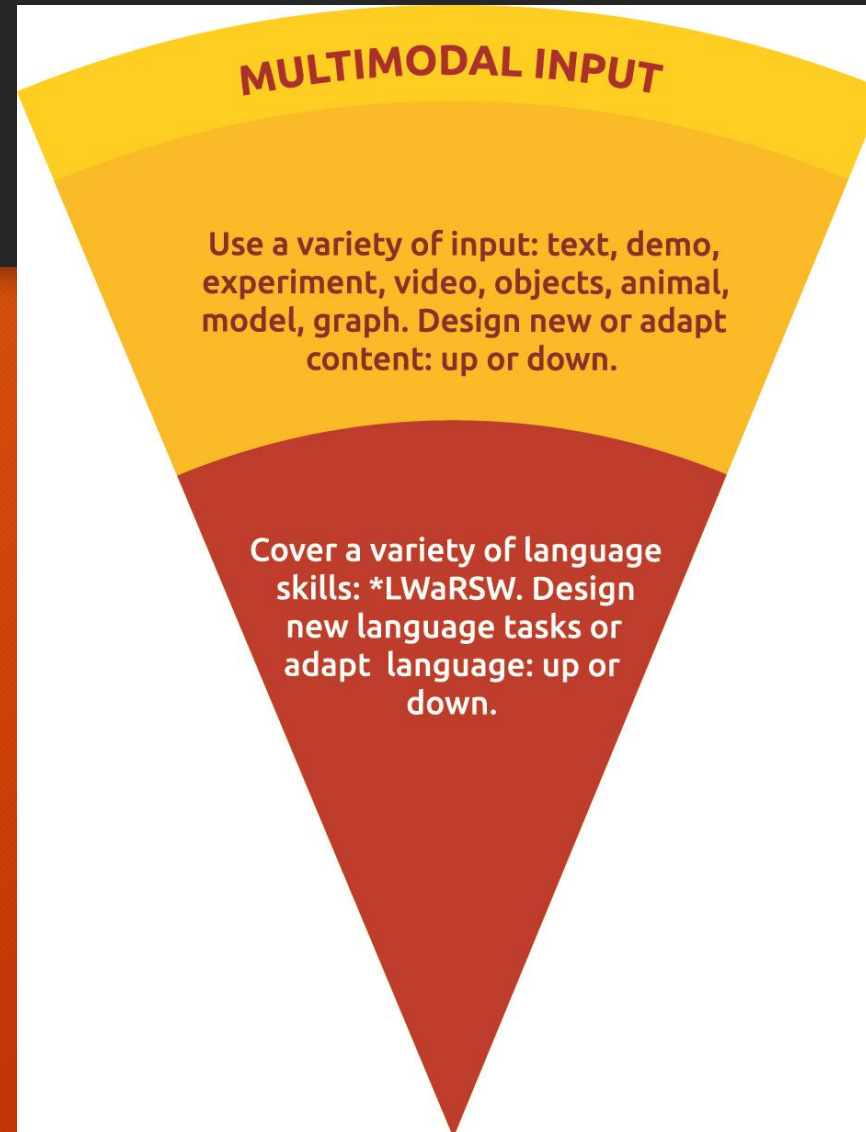 MULTIMODAL INPUT
Use a variety of input: text, demo,
experiment, video, objects, animal,
model, graph. Design new or adapt
content: up or down.
Cover a variety of language
skills: *LWaRSW. Design
new language tasks or
adapt language: up or
down.